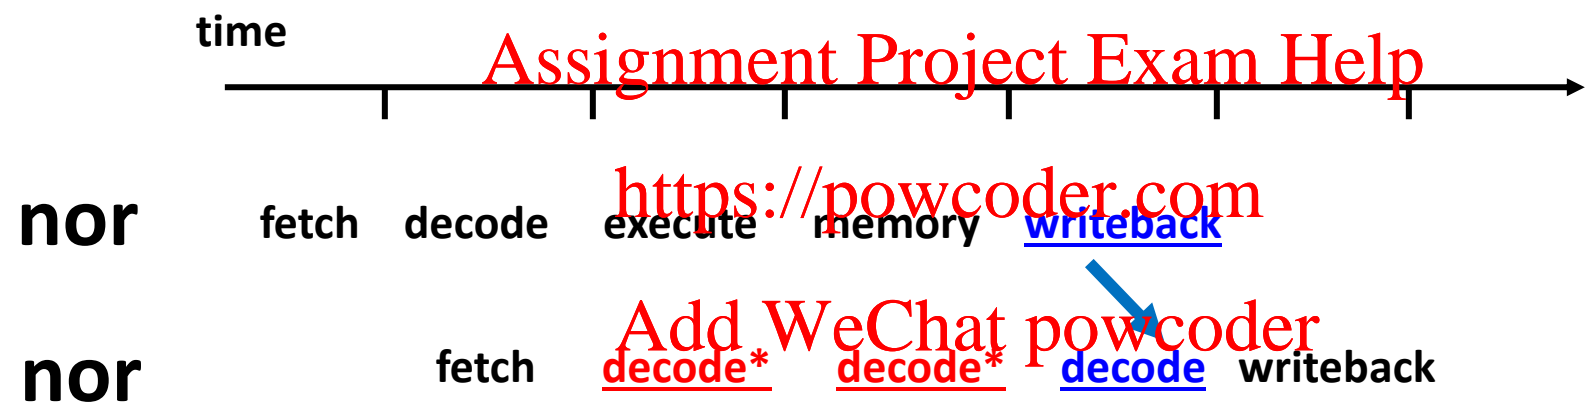 time
Assignment Project Exam Help
https://powcoder.com
nor fetch decode execute memory writeback
Add WeChat powcoder
nor fetch decode* decode* decode writeback